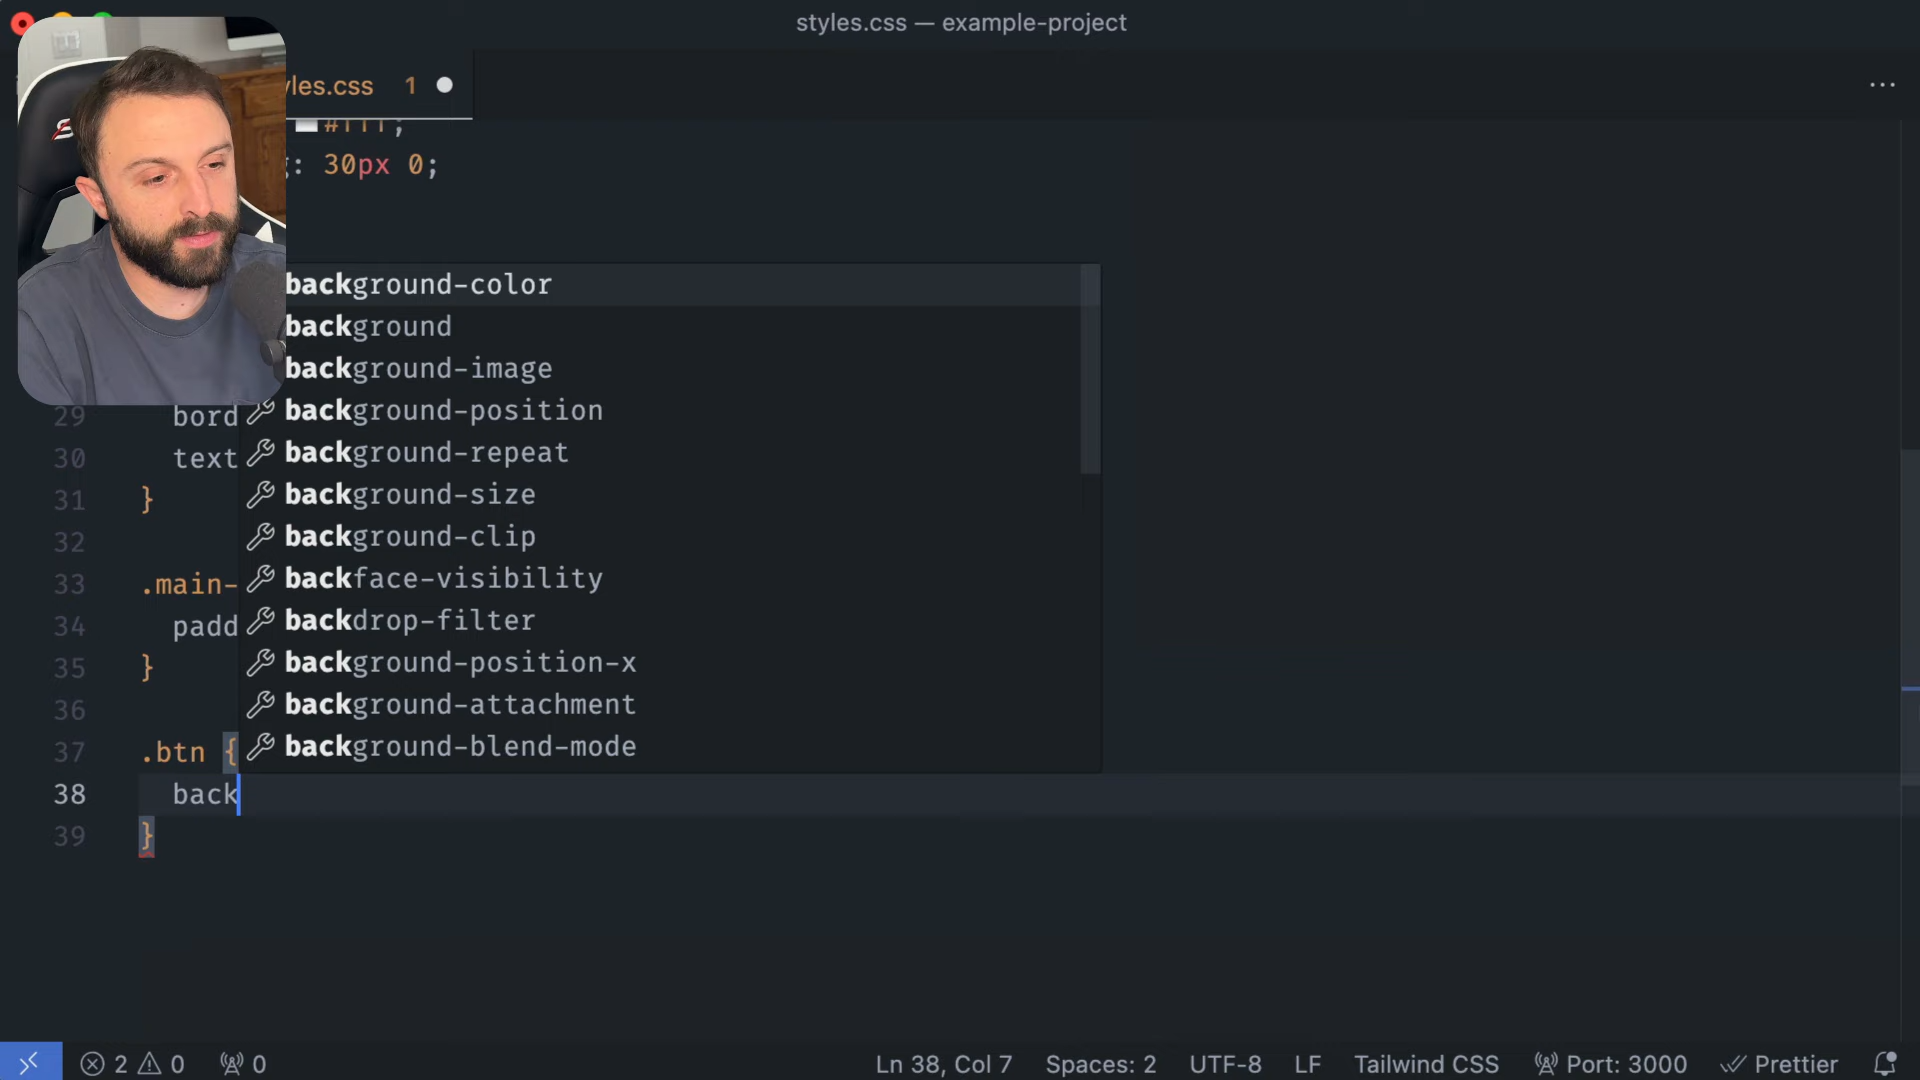 styles.css — example-project
yles.css 1
#fff;
: 30px 0;
background-color
background
background-image
background-position
29 bord
background-repeat
30 text
background-size
31 }
background-clip
32
backface-visibility
33 .main-
backdrop-filter
34 padd
background-position-x
35 }
background-attachment
36
background-blend-mode
37 .btn {
38 back
39 }
2 0 0 Ln 38, Col 7 Spaces: 2 UTF-8 LF Tailwind CSS Port: 3000 Prettier